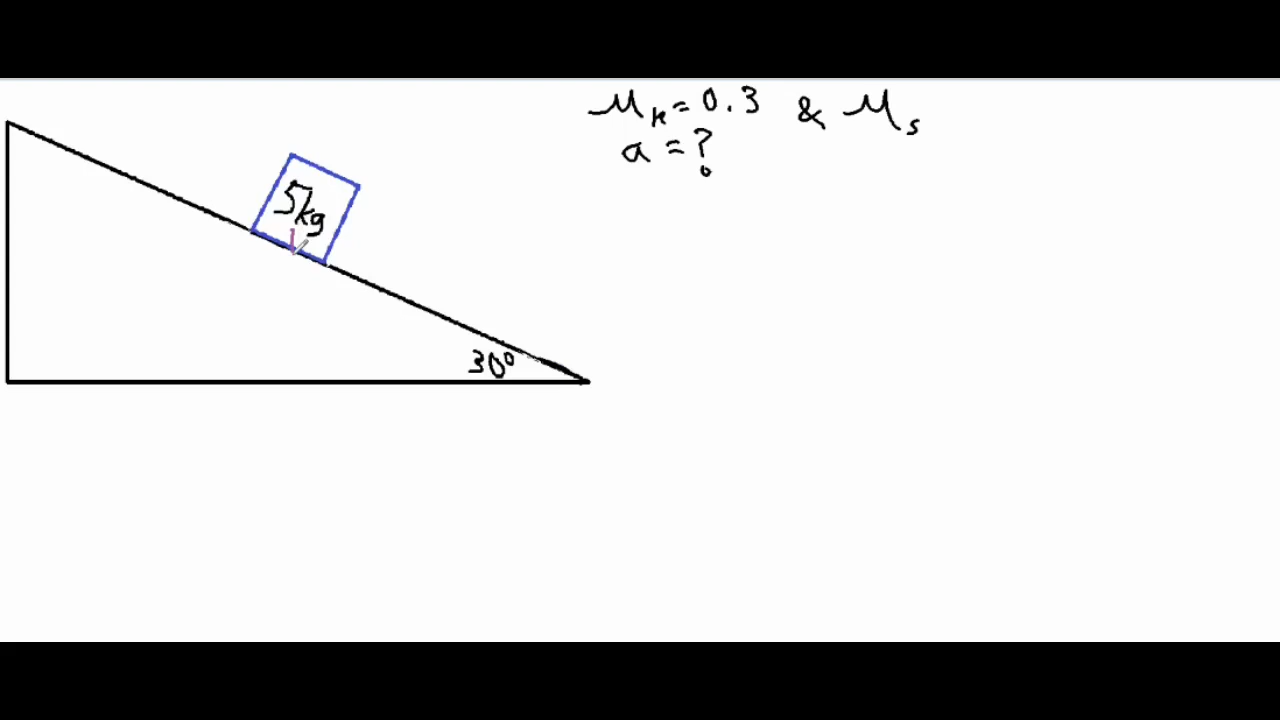 μk = 0.3 & μs
a = ?
5kg
30°